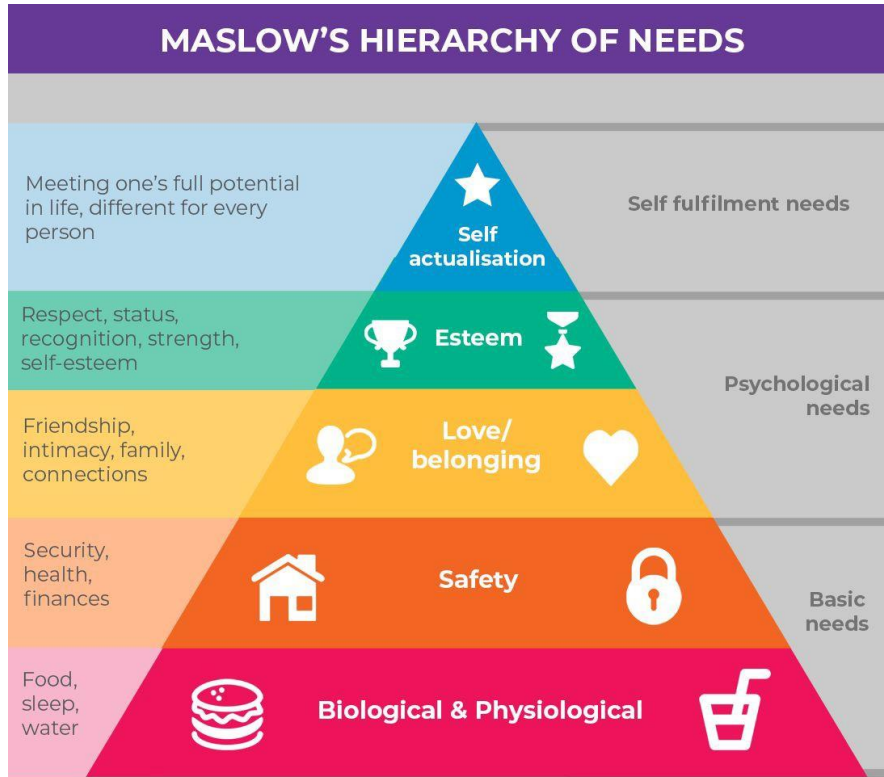 MASLOW'S HIERARCHY OF NEEDS
Meeting one's full potential
in life, different for every
person
Self
actualisation
Self fulfilment needs
Respect, status,
recognition, strength,
self-esteem
Esteem
Psychological
needs
Friendship,
intimacy, family,
connections
Love/
belonging
Security,
health,
finances
Safety
Basic
needs
Food,
sleep,
water
Biological & Physiological